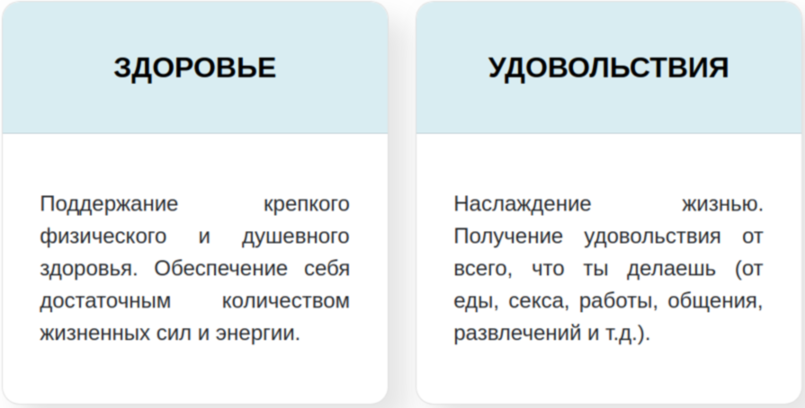 ЗДОРОВЬЕ
Поддержание крепкого
физического и душевного
здоровья. Обеспечение себя
достаточным количеством
жизненных сил и энергии.
УДОВОЛЬСТВИЯ
Наслаждение жизнью.
Получение удовольствия от
всего, что ты делаешь (от
еды, секса, работы, общения,
развлечений и т.д.).